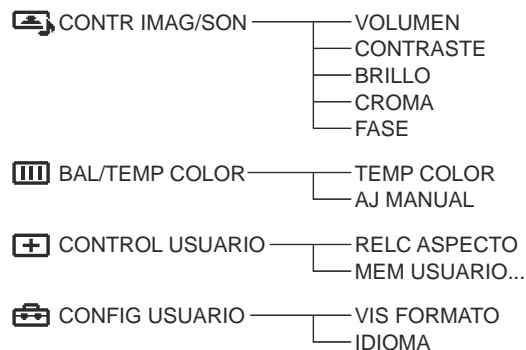 CONTR IMAG/SON VOLUMEN
CONTRASTE
BRILLO
CROMA
FASE
BAL/TEMP COLOR TEMP COLOR
AJ MANUAL
CONTROL USUARIO RELC ASPECTO
MEM USUARIO...
CONFIG USUARIO VIS FORMATO
IDIOMA